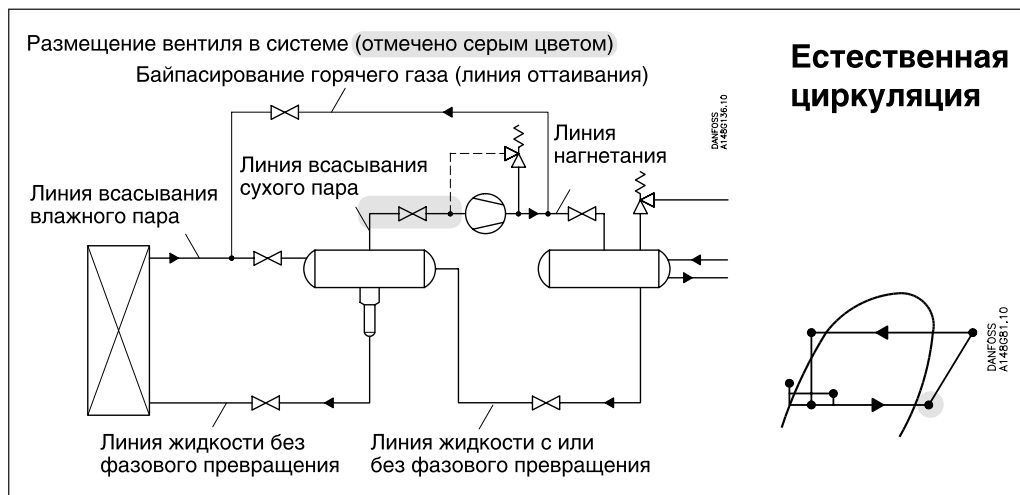 Размещение вентиля в системе (отмечено серым цветом)
Байпасирование горячего газа (линия оттаивания)
Естественная
циркуляция
DANFOSS
A148G136.10
Линия
нагнетания
Линия всасывания
сухого пара
Линия всасывания
влажного пара
DANFOSS
A148G81.10
Линия жидкости без
фазового превращения
Линия жидкости с или
без фазового превращения